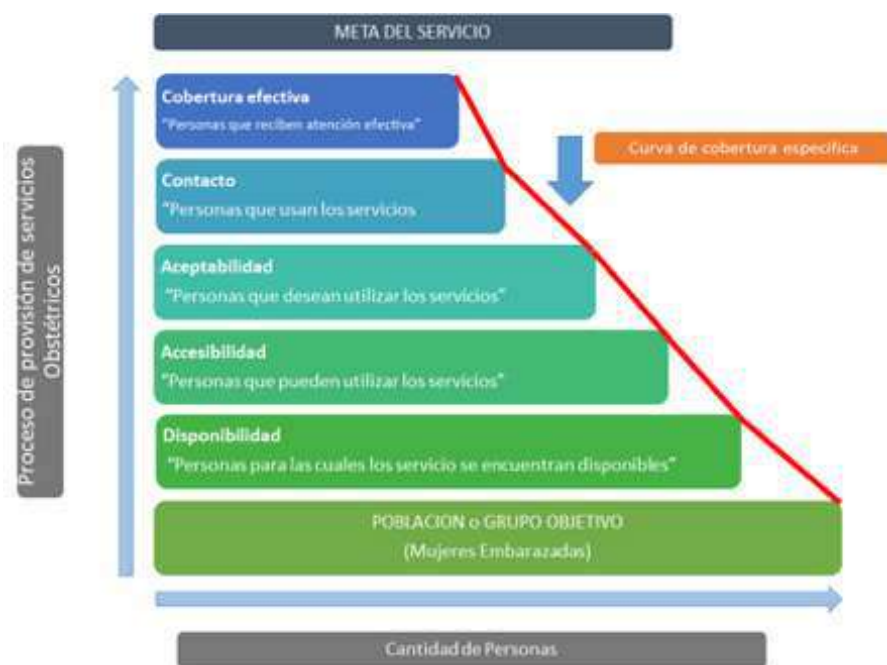 META DEL SERVICIO
Cobertura efectiva
"Personas que reciben atención efectiva"
Curva de cobertura especifica
Contacto
"Personas que usan los servicios
Aceptabilidad
"Personas que desean utilizar los servicios"
Accesibilidad
"Personas que pueden utilizar los servicios"
Disponibilidad
"Personas para las cuales los servicio se encuentran disponibles"
POBLACION o GRUPO OBJETIVO
(Mujeres Embarazadas)
Proceso de provisión de servicios
Obstétricos
Cantidad de Personas